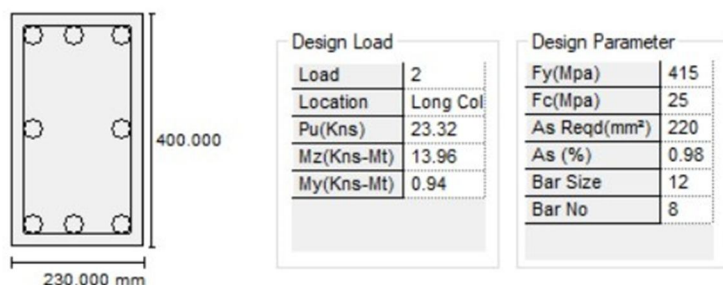 400.000
230.000 mm
Design Load
Load 2
Location Long Col
Pu(Kns) 23.32
Mz(Kns-Mt) 13.96
My(Kns-Mt) 0.94
Design Parameter
Fy(Mpa) 415
Fc(Mpa) 25
As Reqd(mm²) 220
As (%) 0.98
Bar Size 12
Bar No 8